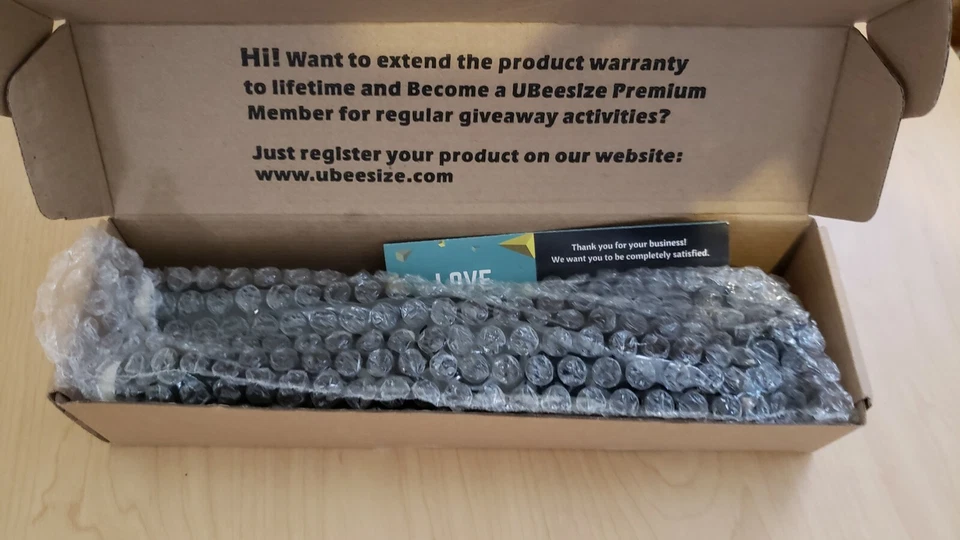 Hi! Want to extend the product warranty
to lifetime and Become a UBeesize Premium
Member for regular giveaway activities?
Just register your product on our website:
www.ubeesize.com
Thank you for your business!
We want you to be completely satisfied.
LOVE